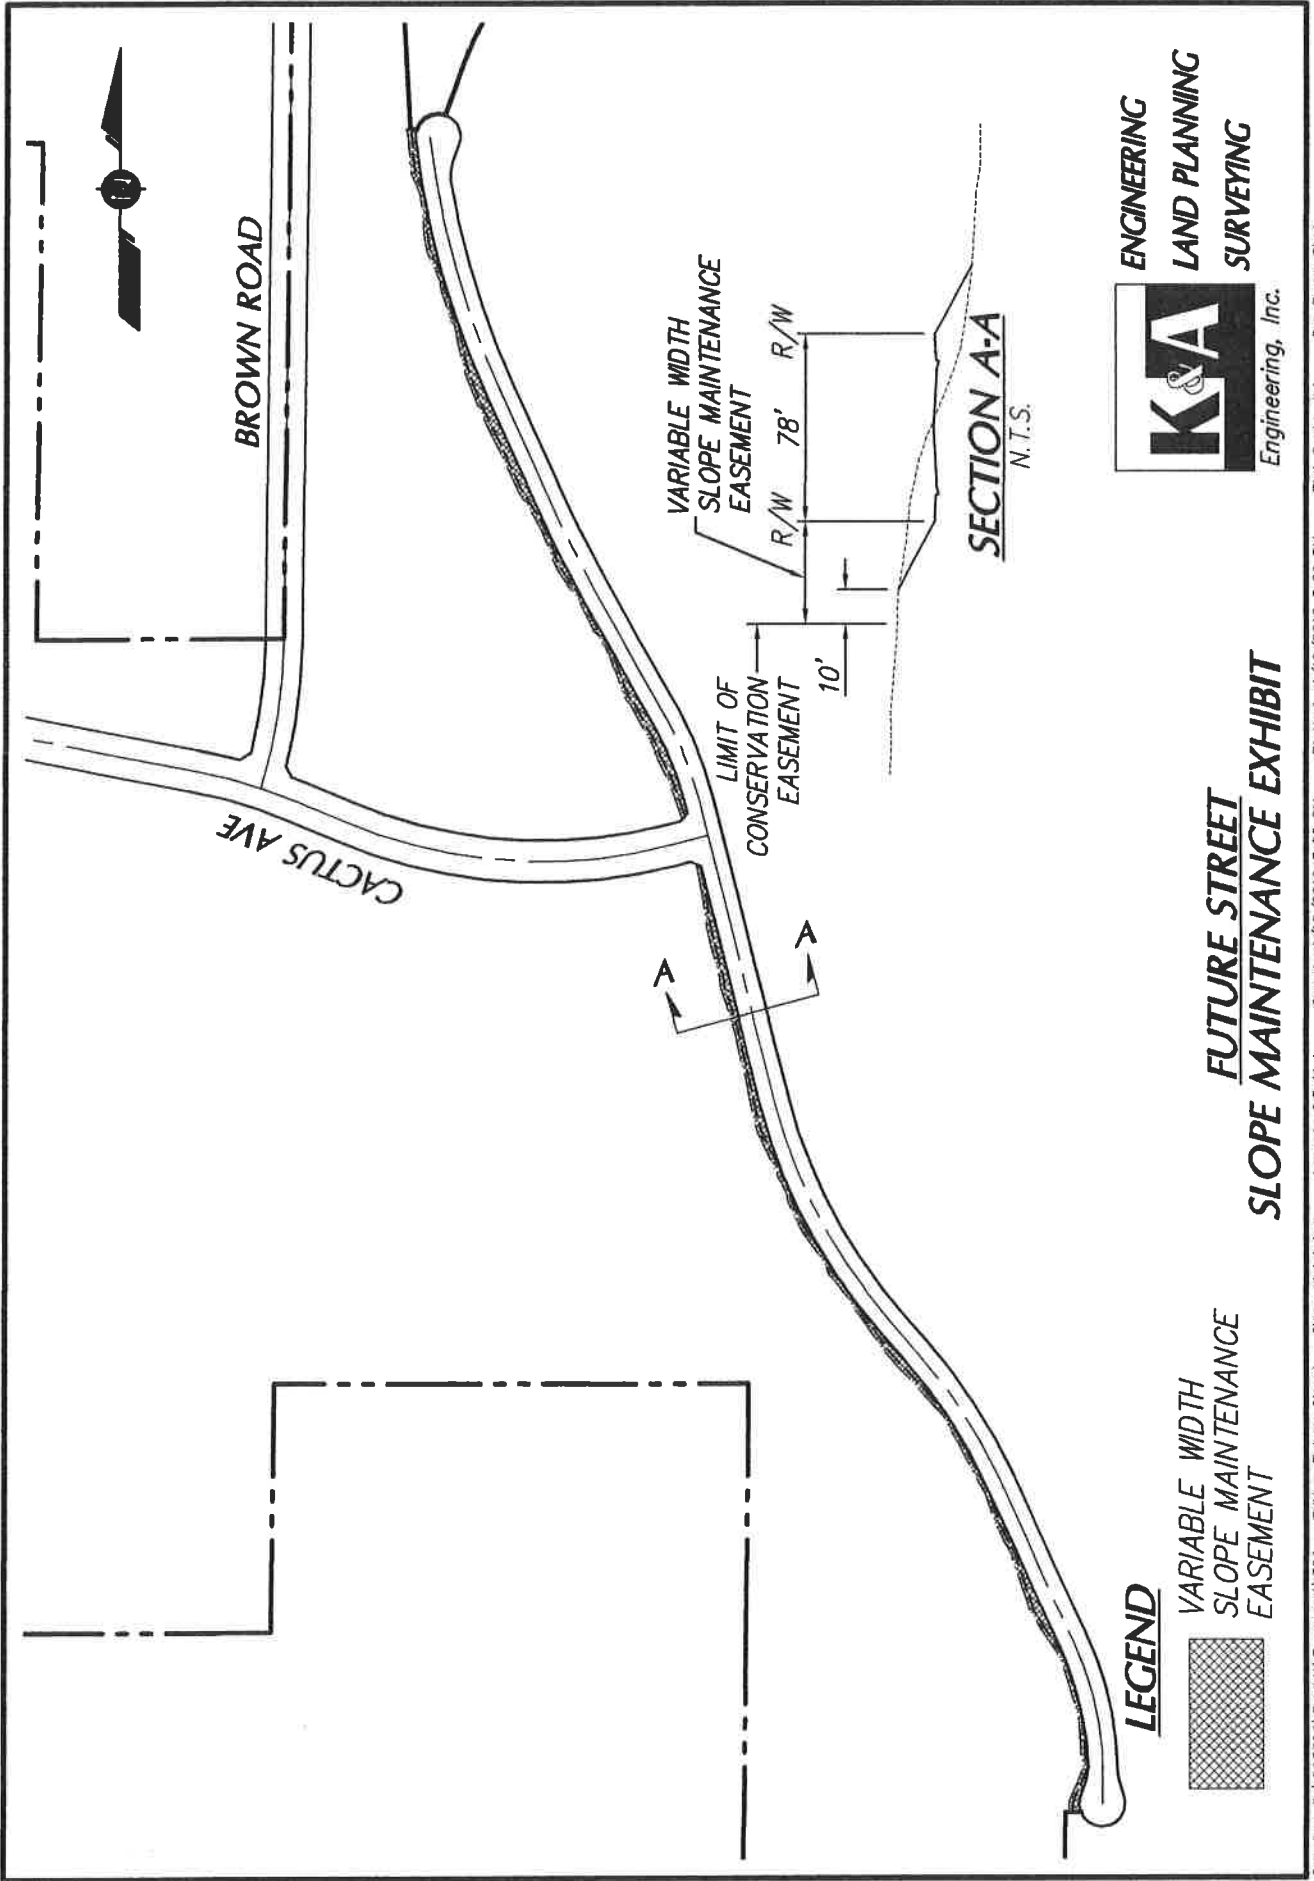 BROWN ROAD
CACTUS AVE
VARIABLE WIDTH
SLOPE MAINTENANCE
EASEMENT
R/W
78'
R/W
LIMIT OF
CONSERVATION
EASEMENT
10'
SECTION A-A
N.T.S.
A
A
LEGEND
VARIABLE WIDTH
SLOPE MAINTENANCE
EASEMENT
FUTURE STREET
SLOPE MAINTENANCE EXHIBIT
K&A
Engineering, Inc.
ENGINEERING
LAND PLANNING
SURVEYING